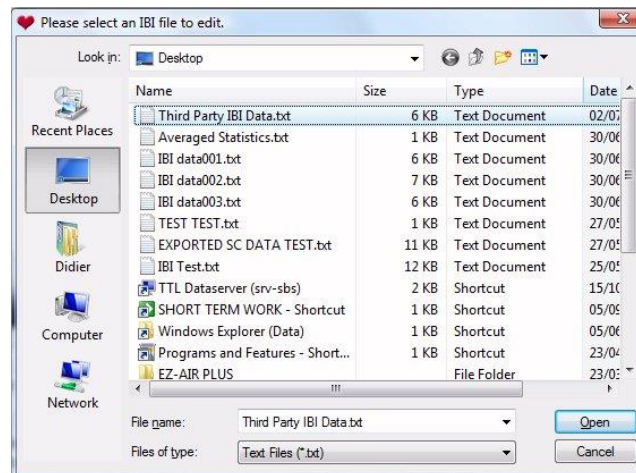 Please select an IBI file to edit.
Look in: Desktop
Name Size Type Date
Third Party IBI Data.txt 6 KB Text Document 02/07
Averaged Statistics.txt 1 KB Text Document 30/06
IBI data001.txt 6 KB Text Document 30/06
IBI data002.txt 7 KB Text Document 30/06
IBI data003.txt 6 KB Text Document 30/06
TEST TEST.txt 1 KB Text Document 27/05
EXPORTED SC DATA TEST.txt 11 KB Text Document 27/05
IBI Test.txt 12 KB Text Document 25/05
TTL Dataserver (srv-sbs) 2 KB Shortcut 15/10
SHORT TERM WORK - Shortcut 1 KB Shortcut 05/09
Windows Explorer (Data) 1 KB Shortcut 05/06
Programs and Features - Short... 1 KB Shortcut 23/04
EZ-AIR PLUS File Folder 23/03
Recent Places
Desktop
Didier
Computer
Network
File name: Third Party IBI Data.txt Open
Files of type: Text Files (*.txt) Cancel